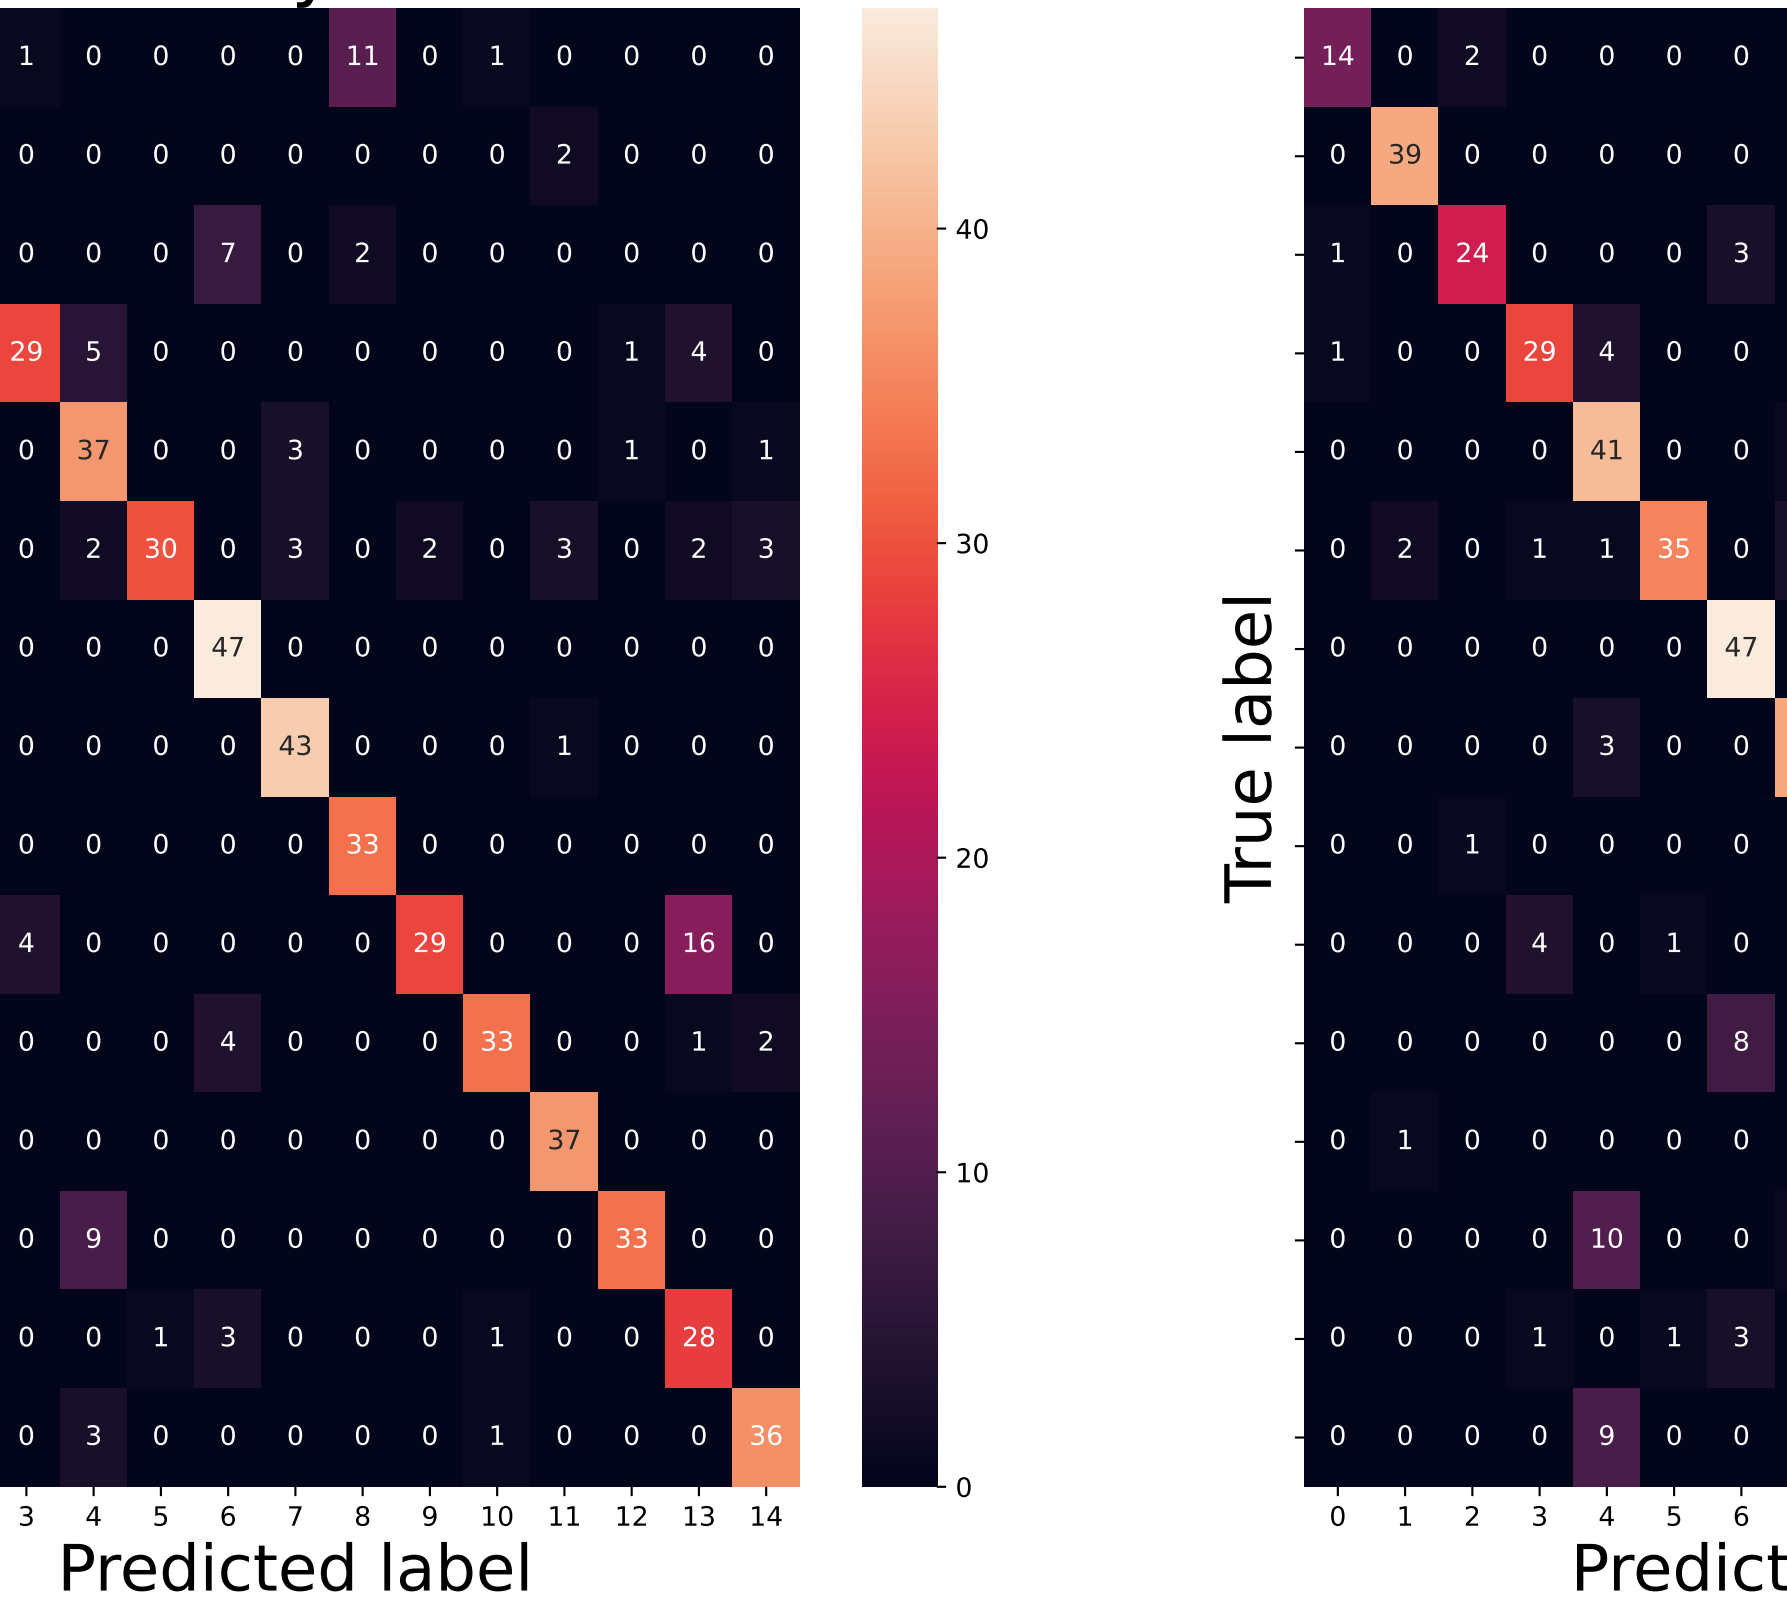 1 0 0 0 0 11 0 1 0 0 0 0
0 0 0 0 0 0 0 0 2 0 0 0
0 0 0 7 0 2 0 0 0 0 0 0
29 5 0 0 0 0 0 0 0 1 4 0
0 37 0 0 3 0 0 0 0 1 0 1
0 2 30 0 3 0 2 0 3 0 2 3
0 0 0 47 0 0 0 0 0 0 0 0
0 0 0 0 43 0 0 0 1 0 0 0
0 0 0 0 0 33 0 0 0 0 0 0
4 0 0 0 0 0 29 0 0 0 16 0
0 0 0 4 0 0 0 33 0 0 1 2
0 0 0 0 0 0 0 0 37 0 0 0
0 9 0 0 0 0 0 0 0 33 0 0
0 0 1 3 0 0 0 1 0 0 28 0
0 3 0 0 0 0 0 1 0 0 0 36
3 4 5 6 7 8 9 10 11 12 13 14
Predicted label
40
30
20
10
0
True label
14 0 2 0 0 0 0
0 39 0 0 0 0 0
1 0 24 0 0 0 3
1 0 0 29 4 0 0
0 0 0 0 41 0 0
0 2 0 1 1 35 0
0 0 0 0 0 0 47
0 0 0 0 3 0 0
0 0 1 0 0 0 0
0 0 0 4 0 1 0
0 0 0 0 0 0 8
0 1 0 0 0 0 0
0 0 0 0 10 0 0
0 0 0 1 0 1 3
0 0 0 0 9 0 0
0 1 2 3 4 5 6
Predict